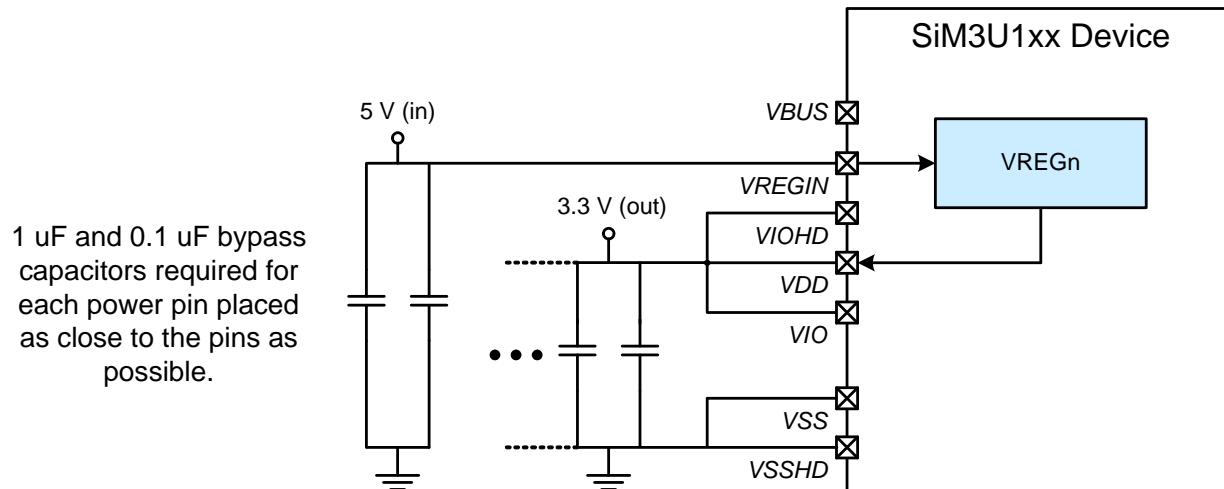 SiM3U1xx Device
5 V (in)
VBUS
VREGn
VREGIN
3.3 V (out)
VIOHD
1 uF and 0.1 uF bypass
capacitors required for
each power pin placed
as close to the pins as
possible.
VDD
VIO
VSS
VSSHD